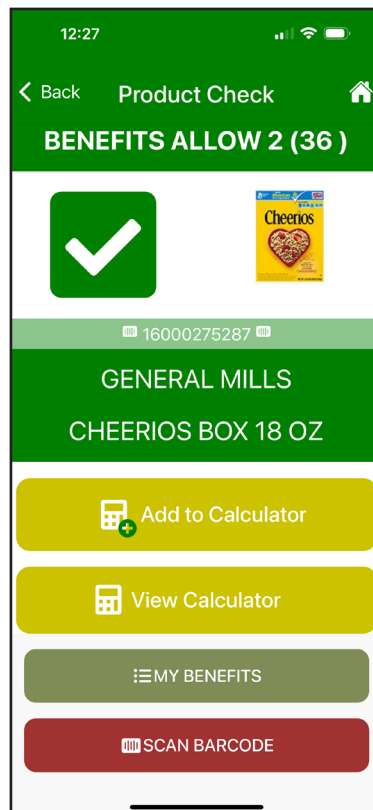 12:27
Back Product Check
BENEFITS ALLOW 2 (36 )
Cheerios
16000275287
GENERAL MILLS
CHEERIOS BOX 18 OZ
Add to Calculator
View Calculator
MY BENEFITS
SCAN BARCODE